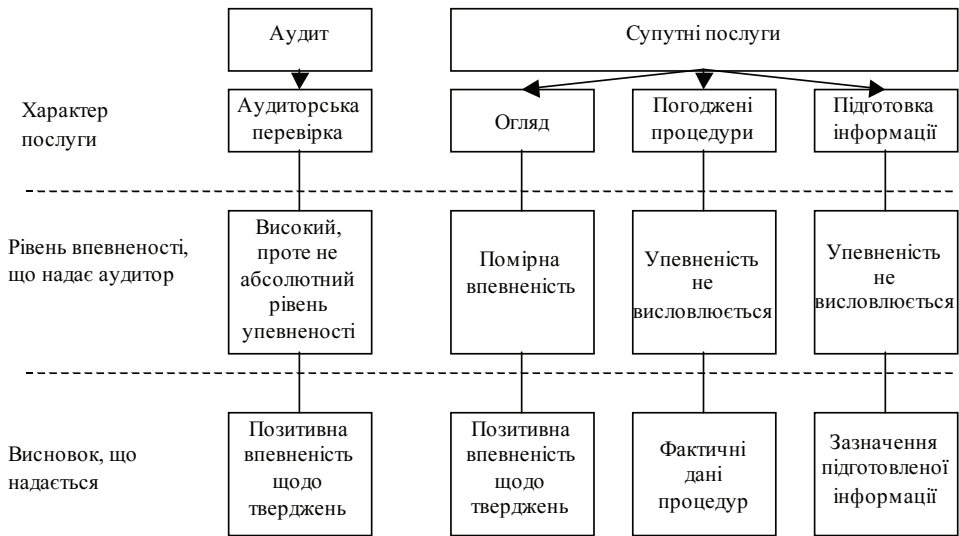 Аудит
Супутні послуги
Характер
послуги
Аудиторська
перевірка
Огляд
Погоджені
процедури
Підготовка
інформації
Рівень впевненості,
що надає аудитор
Високий,
проте не
абсолютний
рівень
упевненості
Помірна
впевненість
Упевненість
не
висловлюється
Упевненість
не
висловлюється
Висновок, що
надається
Позитивна
впевненість
щодо
тверджень
Позитивна
впевненість
щодо
тверджень
Фактичні
дані
процедур
Зазначення
підготовленої
інформації